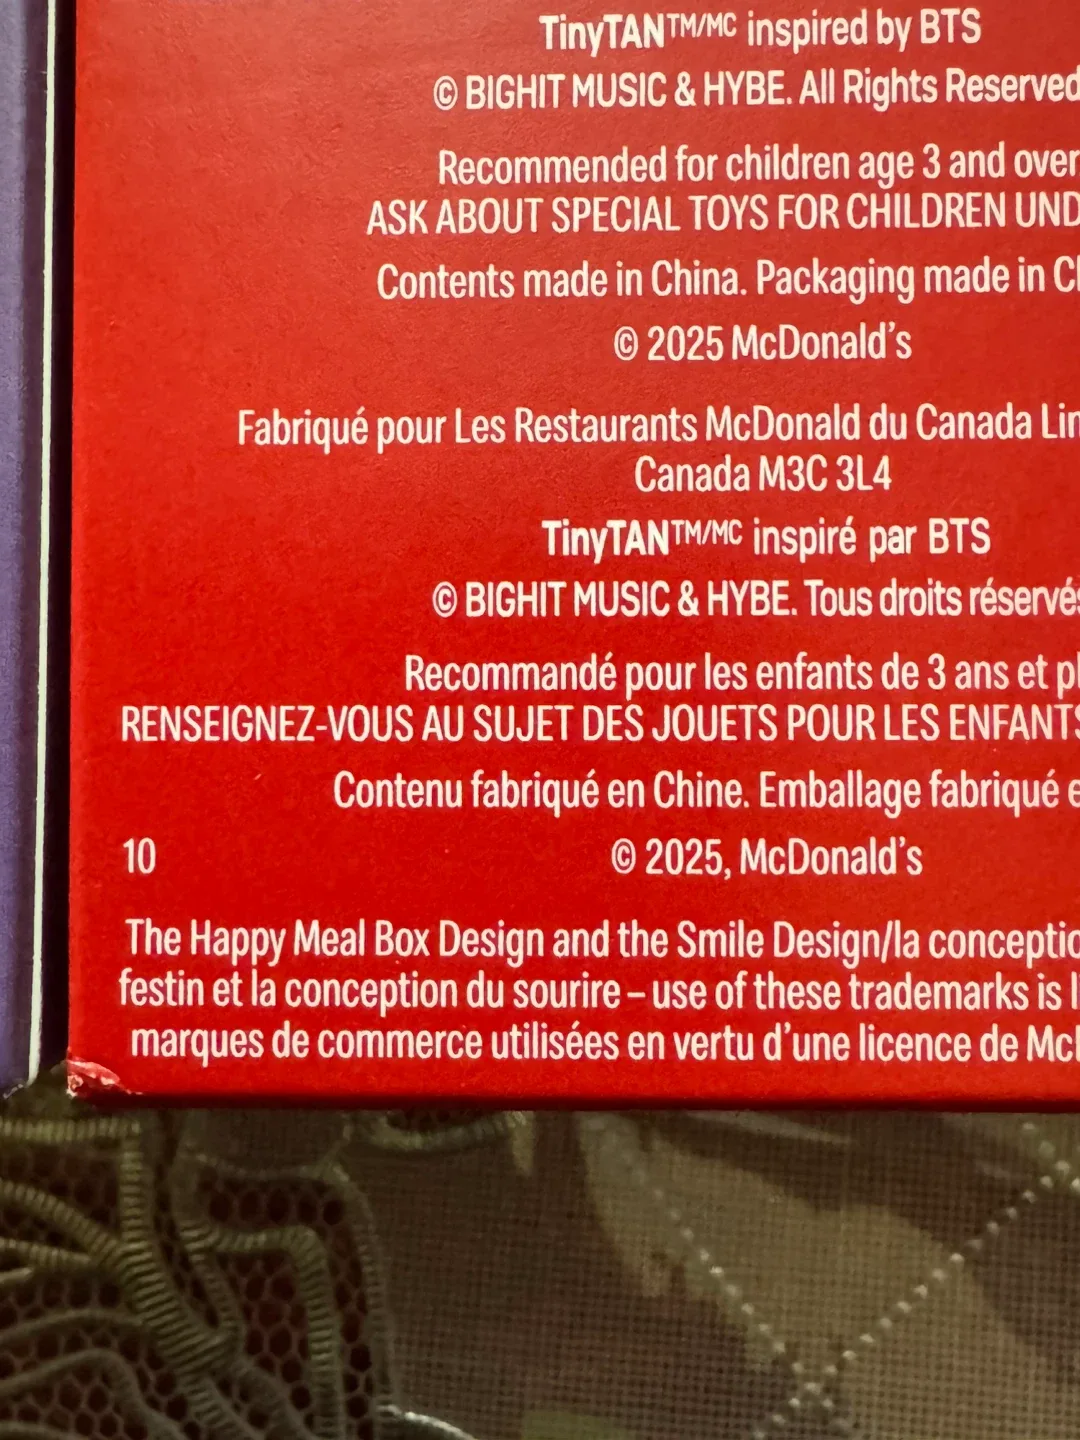 TinyTAN™/MC inspired by BTS
© BIGHIT MUSIC & HYBE. All Rights Reserved
Recommended for children age 3 and over
ASK ABOUT SPECIAL TOYS FOR CHILDREN UND
Contents made in China. Packaging made in
© 2025 McDonald’s
Fabriqué pour Les Restaurants McDonald du Canada
Canada M3C 3L4
TinyTAN™/MC inspiré par BTS
© BIGHIT MUSIC & HYBE. Tous droits réservés
Recommandé pour les enfants de 3 ans et
RENSEIGNEZ-VOUS AU SUJET DES JOUETS POUR LES ENFANTS
Contenu fabriqué en Chine. Emballage fabriqué
10
© 2025, McDonald’s
The Happy Meal Box Design and the Smile Design/la conceptio
festin et la conception du sourire – use of these trademarks is
marques de commerce utilisées en vertu d’une licence de